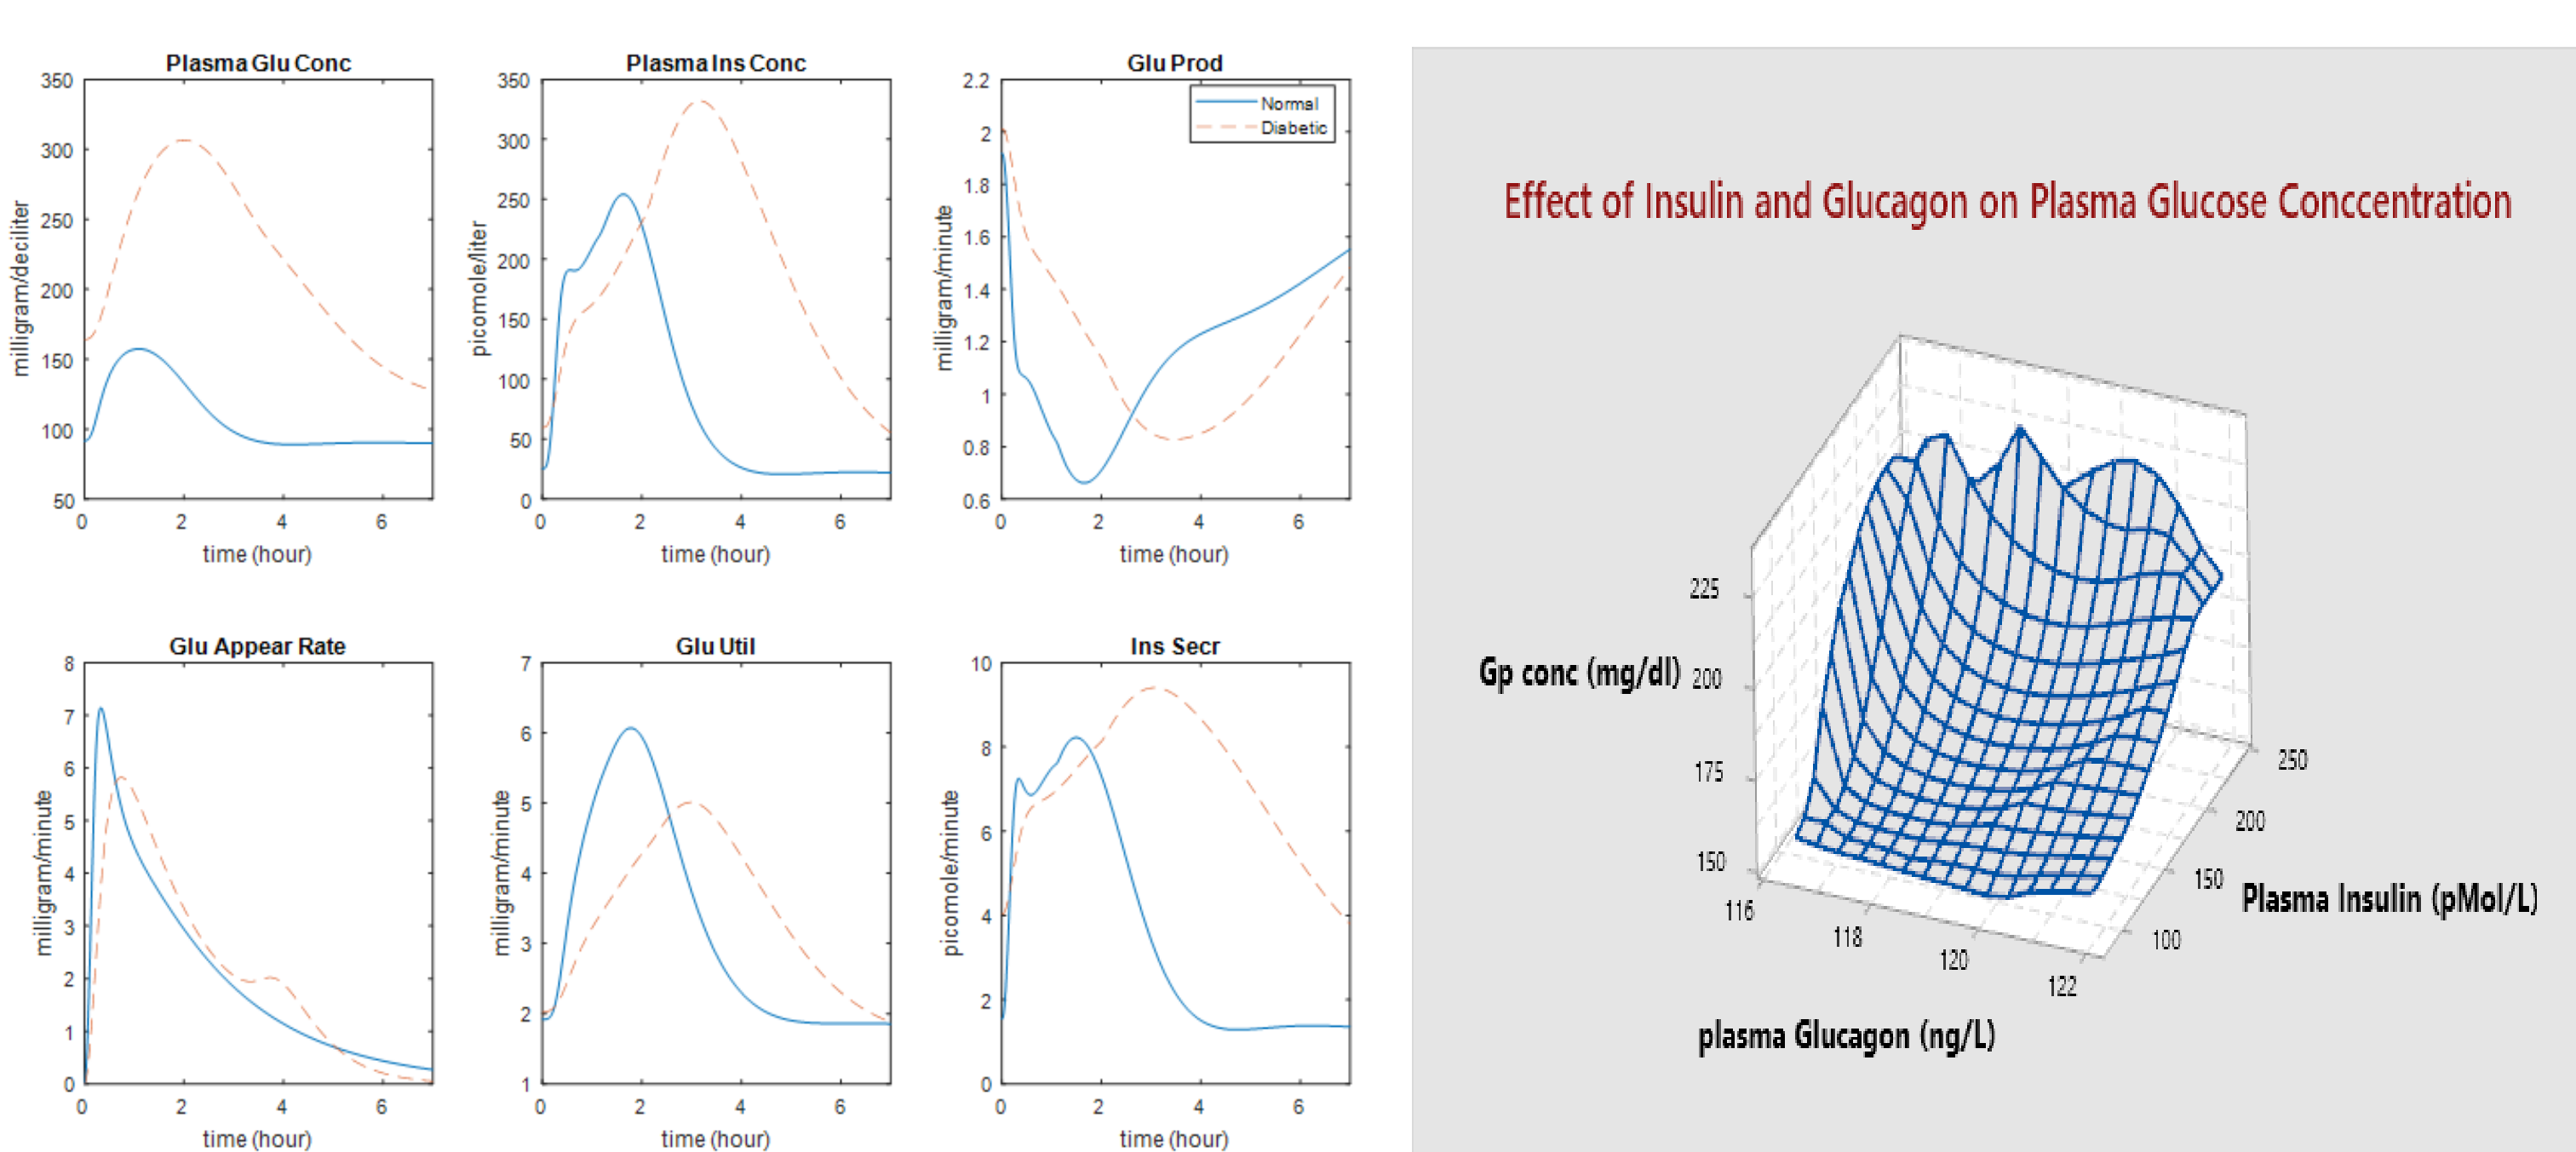 Plasma Glu Conc
350
300
250
200
150
100
50
milligram/deciliter
0 2 4 6
time (hour)
Plasma Ins Conc
350
300
250
200
150
100
50
0
picomole/liter
0 2 4 6
time (hour)
Glu Prod
2.2
2
1.8
1.6
1.4
1.2
1
0.8
0.6
milligram/minute
Normal
Diabetic
0 2 4 6
time (hour)
Glu Appear Rate
8
7
6
5
4
3
2
1
0
milligram/minute
0 2 4 6
time (hour)
Glu Util
7
6
5
4
3
2
1
milligram/minute
0 2 4 6
time (hour)
Ins Secr
10
8
6
4
2
0
picomole/minute
0 2 4 6
time (hour)
Effect of Insulin and Glucagon on Plasma Glucose Conccentration
225
Gp conc (mg/dl) 200
175
150
116
118
120
122
plasma Glucagon (ng/L)
250
200
150
100
Plasma Insulin (pMol/L)